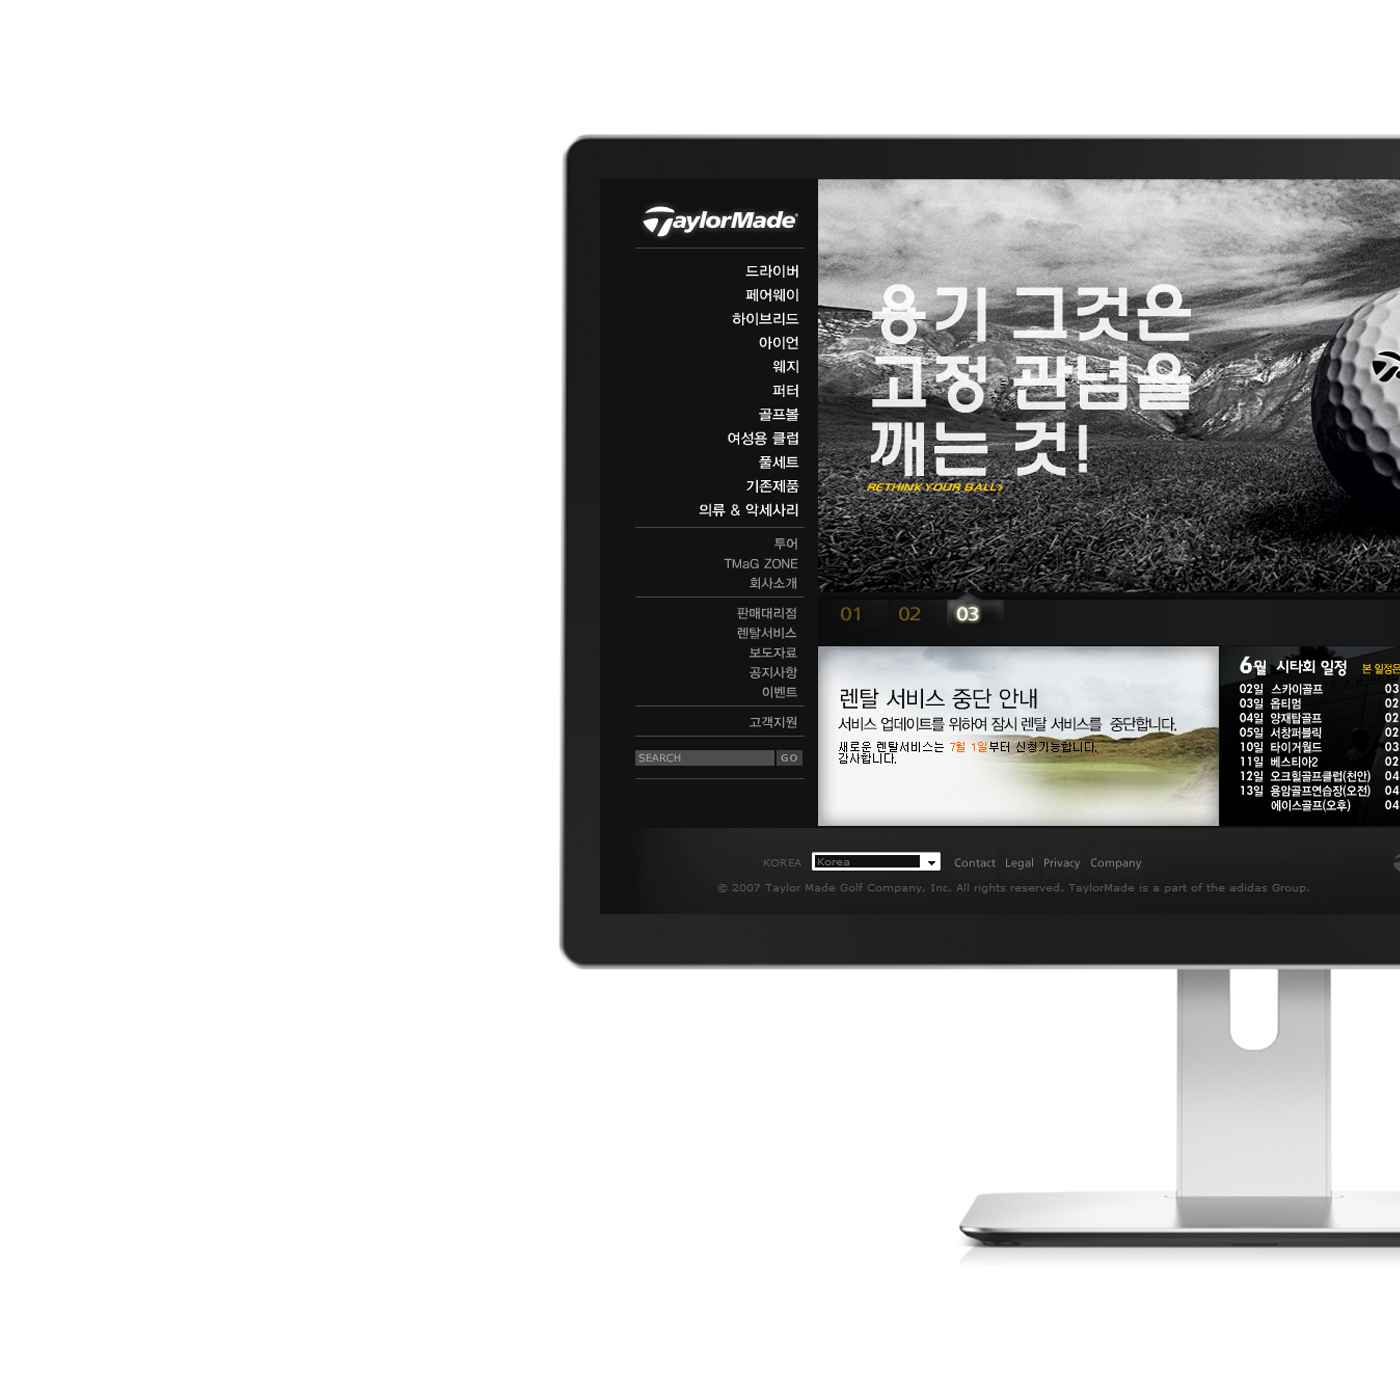 TaylorMade
드라이버
페어웨이
하이브리드
아이언
웨지
퍼터
골프볼
여성용 클럽
풀세트
기존제품
의류 & 악세사리
투어
TMaG ZONE
회사소개
판매대리점
렌탈서비스
보도자료
공지사항
이벤트
고객지원
SEARCH GO
용기 그것은
고정 관념을
깨는 것!
RETHINK YOUR BALL>
01 02 03
렌탈 서비스 중단 안내
서비스 업데이트를 위하여 잠시 렌탈 서비스를 중단합니다.
새로운 렌탈서비스는 7월 1일부터 신청가능합니다.
감사합니다.
6월 시타회 일정 본 일정은
02일 스카이골프 03
03일 옵티멈 02
04일 양재탑골프 02
05일 서창퍼블릭 02
10일 타이거월드 03
11일 베스티아2 02
12일 오크힐골프클럽(천안) 04
13일 용암골프연습장(오전) 04
에이스골프(오후) 04
KOREA Korea Contact Legal Privacy Company
© 2007 Taylor Made Golf Company, Inc. All rights reserved. TaylorMade is a part of the adidas Group.